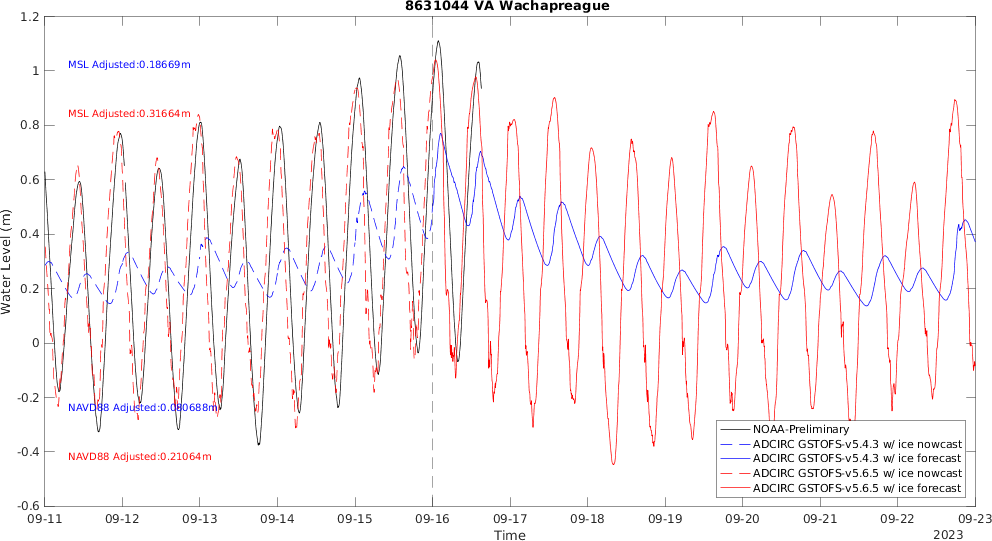 8631044 VA Wachapreague
1.2
1
0.8
0.6
0.4
0.2
0
-0.2
-0.4
-0.6
Water Level (m)
MSL Adjusted:0.18669m
MSL Adjusted:0.31664m
NAVD88 Adjusted:0.080688m
NAVD88 Adjusted:0.21064m
NOAA-Preliminary
ADCIRC GSTOFS-v5.4.3 w/ ice nowcast
ADCIRC GSTOFS-v5.4.3 w/ ice forecast
ADCIRC GSTOFS-v5.6.5 w/ ice nowcast
ADCIRC GSTOFS-v5.6.5 w/ ice forecast
09-11 09-12 09-13 09-14 09-15 09-16 09-17 09-18 09-19 09-20 09-21 09-22 09-23
Time
2023